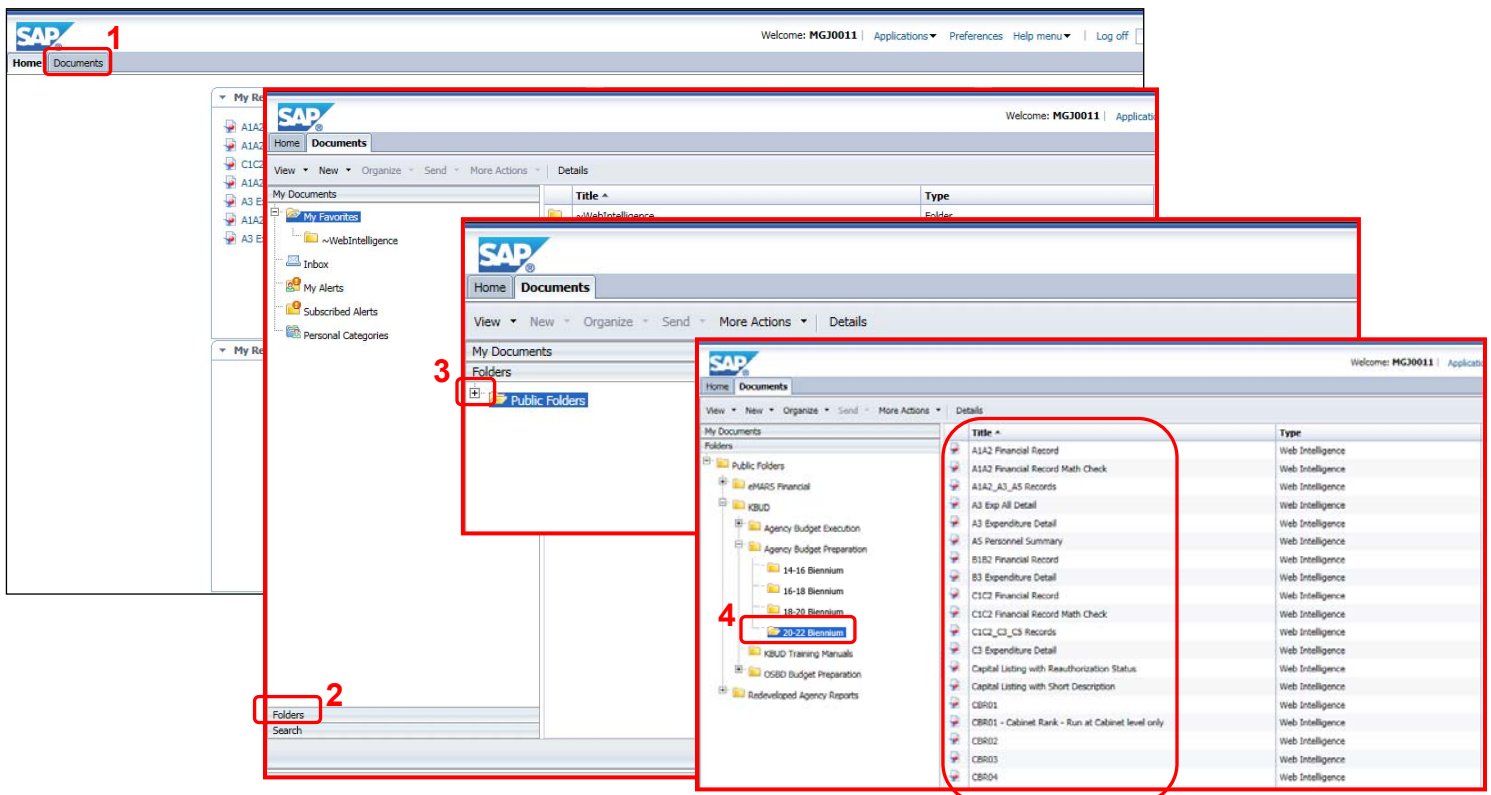 SAP
1
Welcome: MGJ0011 | Applications Preferences Help menu | Log off
Home Documents
My Re
A1A2
A1A2
C1C2
A1A2
A3 E
A1A2
A3 E
My Re
SAP
®
Welcome: MGJ0011 | Applicatio
Home Documents
View New Organize Send More Actions | Details
My Documents
Title Type
My Favorites
~WebIntelligence Folder
~WebIntelligence
Inbox
My Alerts
Subscribed Alerts
Personal Categories
2
Folders
Search
SAP
®
Home Documents
View New Organize Send More Actions | Details
My Documents
3
Folders
Public Folders
SAP
®
Welcome: MGJ0011 | Applicatio
Home Documents
View New Organize Send More Actions | Details
My Documents
Title Type
Folders
Public Folders
eMARS Financial
KBUD
Agency Budget Execution
Agency Budget Preparation
14-16 Biennium
16-18 Biennium
18-20 Biennium
4
20-22 Biennium
KBUD Training Manuals
OSBD Budget Preparation
Redeveloped Agency Reports
A1A2 Financial Record Web Intelligence
A1A2 Financial Record Math Check Web Intelligence
A1A2_A3_A5 Records Web Intelligence
A3 Exp All Detail Web Intelligence
A3 Expenditure Detail Web Intelligence
A5 Personnel Summary Web Intelligence
B1B2 Financial Record Web Intelligence
B3 Expenditure Detail Web Intelligence
C1C2 Financial Record Web Intelligence
C1C2 Financial Record Math Check Web Intelligence
C1C2_C3_C5 Records Web Intelligence
C3 Expenditure Detail Web Intelligence
Capital Listing with Reauthorization Status Web Intelligence
Capital Listing with Short Description Web Intelligence
CBR01 Web Intelligence
CBR01 - Cabinet Rank - Run at Cabinet level only Web Intelligence
CBR02 Web Intelligence
CBR03 Web Intelligence
CBR04 Web Intelligence